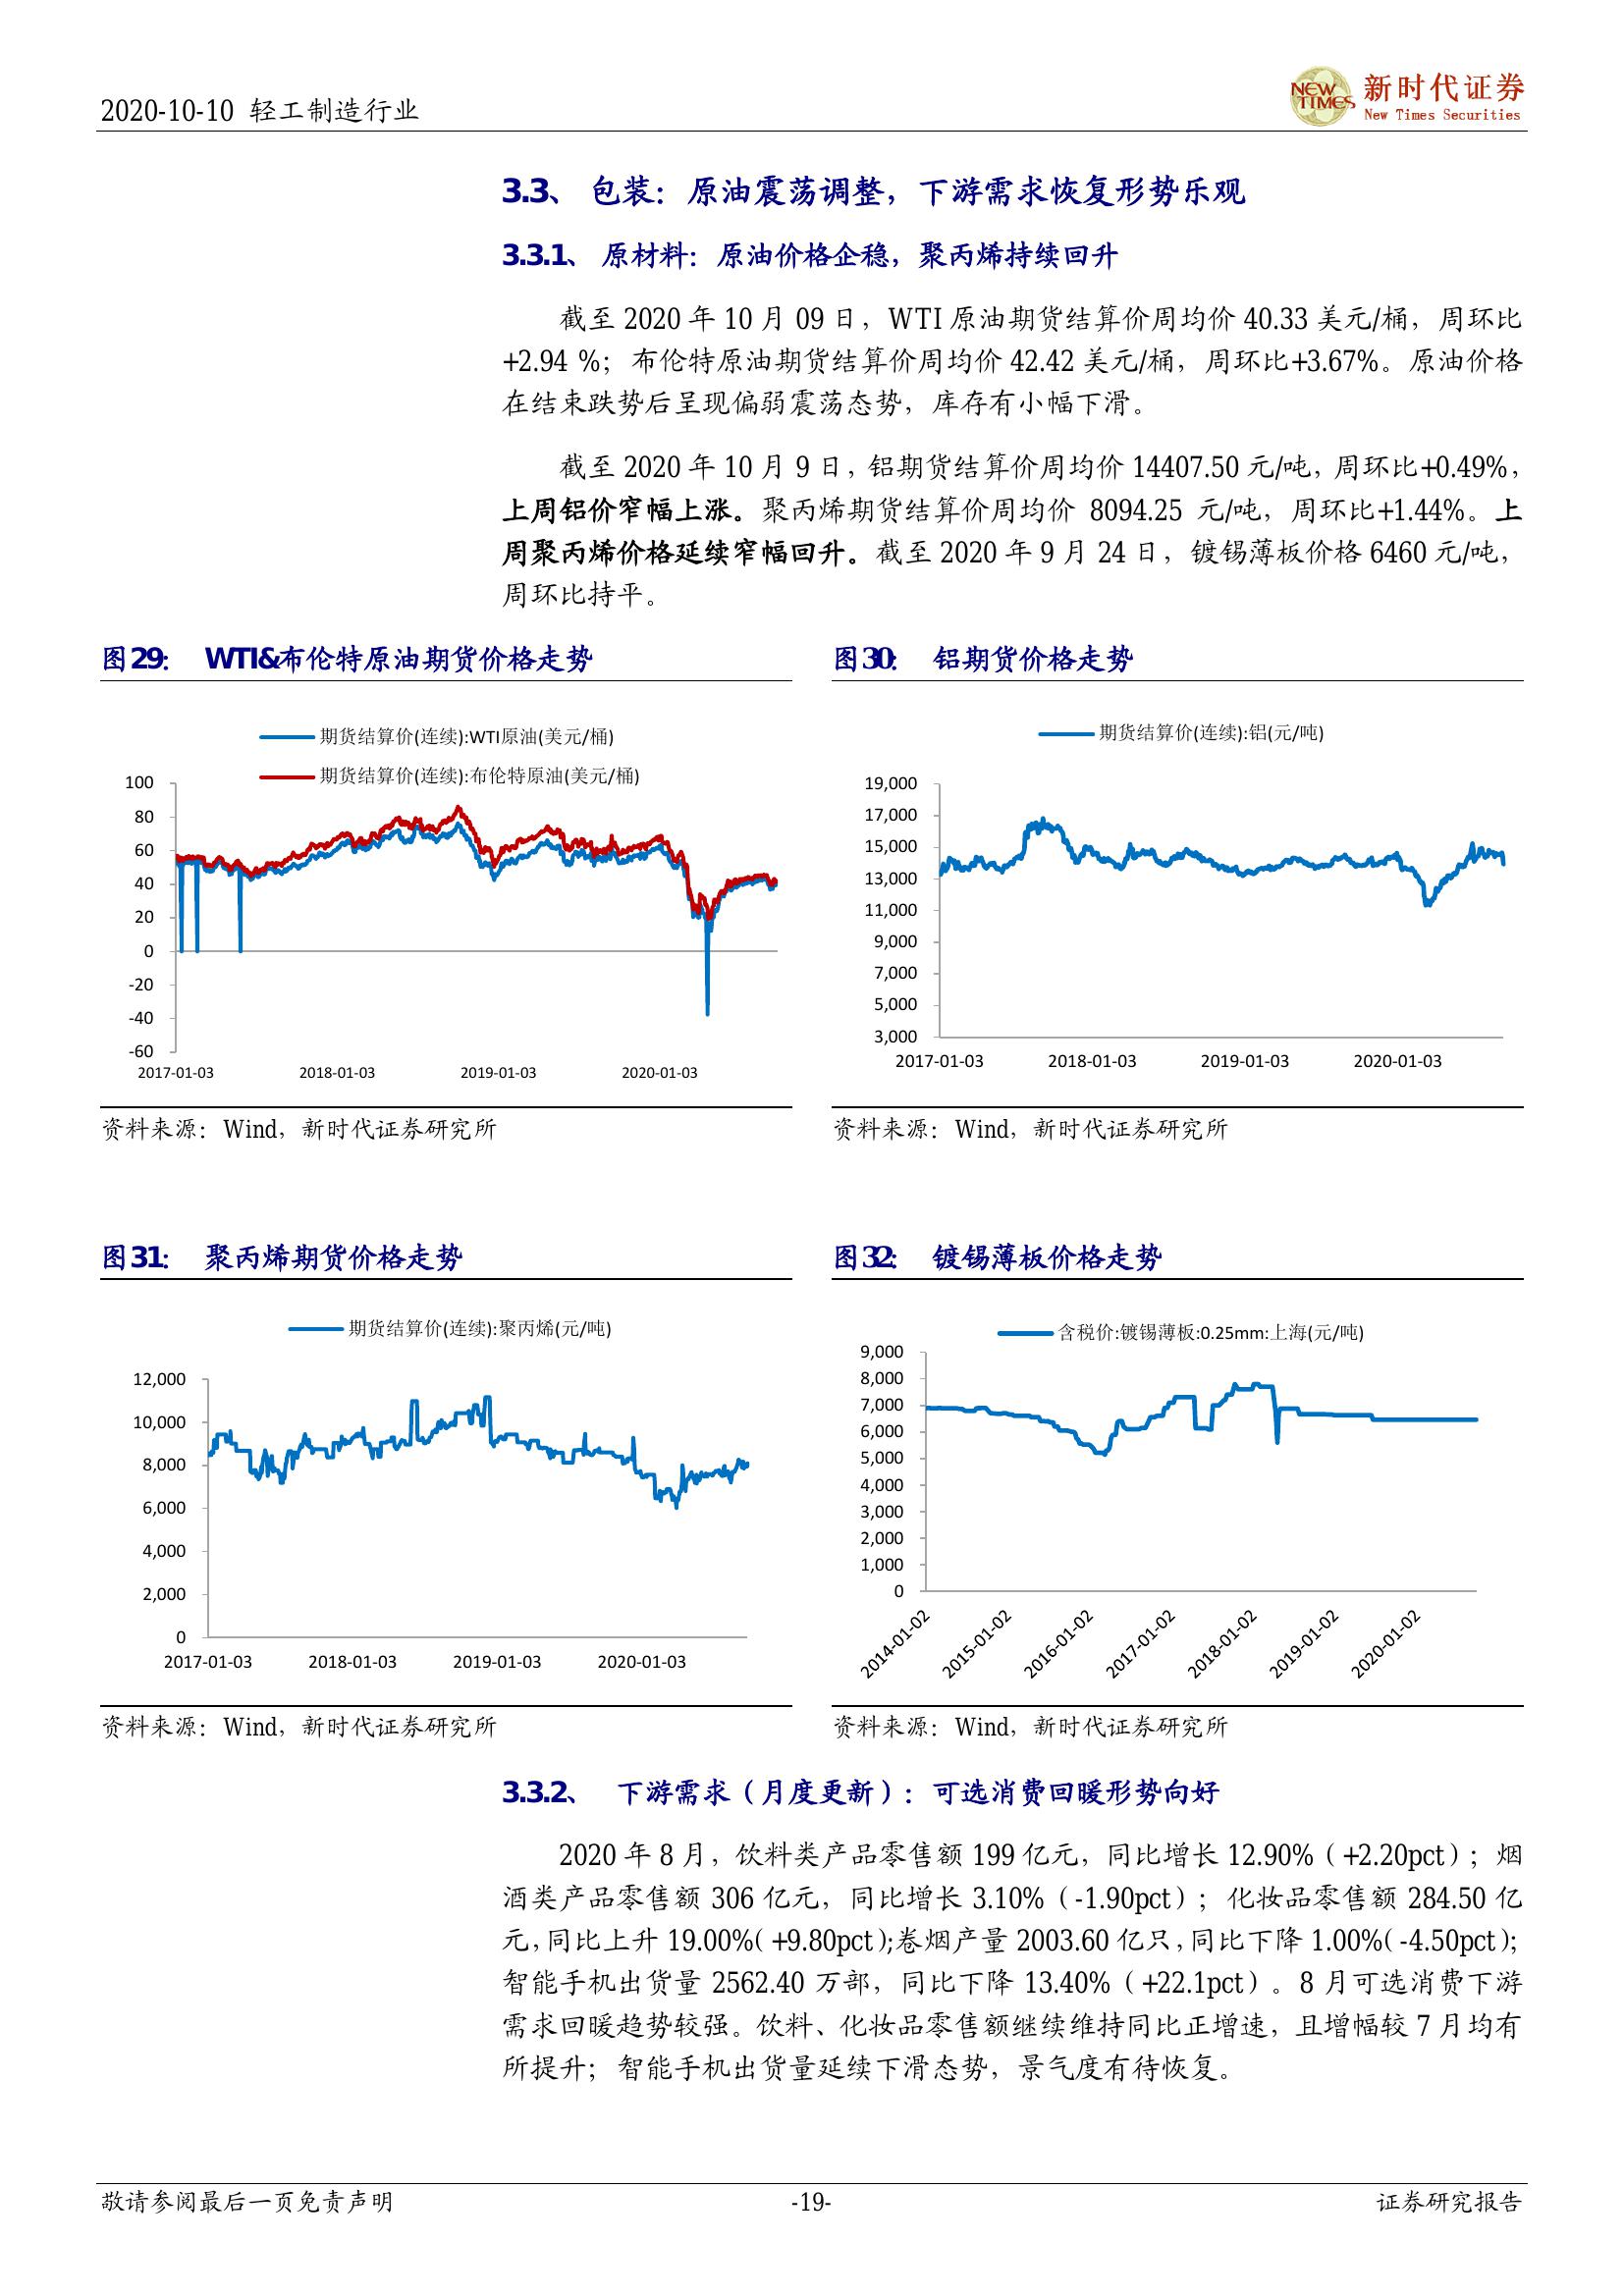 2020-10-10 轻工制造行业
NEW TIMES
新时代证券
New Times Securities
3.3、 包装：原油震荡调整，下游需求恢复形势乐观
3.3.1、 原材料：原油价格企稳，聚丙烯持续回升
截至 2020 年 10 月 09 日，WTI 原油期货结算价周均价 40.33 美元/桶，周环比
+2.94 %；布伦特原油期货结算价周均价 42.42 美元/桶，周环比+3.67%。原油价格
在结束跌势后呈现偏弱震荡态势，库存有小幅下滑。
截至 2020 年 10 月 9 日，铝期货结算价周均价 14407.50 元/吨，周环比+0.49%，
上周铝价窄幅上涨。聚丙烯期货结算价周均价 8094.25 元/吨，周环比+1.44%。上
周聚丙烯价格延续窄幅回升。截至 2020 年 9 月 24 日，镀锡薄板价格 6460 元/吨，
周环比持平。
图29： WTI&布伦特原油期货价格走势
期货结算价(连续):WTI原油(美元/桶)
期货结算价(连续):布伦特原油(美元/桶)
100
80
60
40
20
0
-20
-40
-60
2017-01-03 2018-01-03 2019-01-03 2020-01-03
资料来源：Wind，新时代证券研究所
图30： 铝期货价格走势
期货结算价(连续):铝(元/吨)
19,000
17,000
15,000
13,000
11,000
9,000
7,000
5,000
3,000
2017-01-03 2018-01-03 2019-01-03 2020-01-03
资料来源：Wind，新时代证券研究所
图31： 聚丙烯期货价格走势
期货结算价(连续):聚丙烯(元/吨)
12,000
10,000
8,000
6,000
4,000
2,000
0
2017-01-03 2018-01-03 2019-01-03 2020-01-03
资料来源：Wind，新时代证券研究所
图32： 镀锡薄板价格走势
含税价:镀锡薄板:0.25mm:上海(元/吨)
9,000
8,000
7,000
6,000
5,000
4,000
3,000
2,000
1,000
0
2014-01-02 2015-01-02 2016-01-02 2017-01-02 2018-01-02 2019-01-02 2020-01-02
资料来源：Wind，新时代证券研究所
3.3.2、 下游需求（月度更新）：可选消费回暖形势向好
2020 年 8 月，饮料类产品零售额 199 亿元，同比增长 12.90%（+2.20pct）；烟
酒类产品零售额 306 亿元，同比增长 3.10%（-1.90pct）；化妆品零售额 284.50 亿
元，同比上升 19.00%(+9.80pct);卷烟产量 2003.60 亿只，同比下降 1.00%(-4.50pct);
智能手机出货量 2562.40 万部，同比下降 13.40%（+22.1pct）。8 月可选消费下游
需求回暖趋势较强。饮料、化妆品零售额继续维持同比正增速，且增幅较 7 月均有
所提升；智能手机出货量延续下滑态势，景气度有待恢复。
敬请参阅最后一页免责声明 -19- 证券研究报告